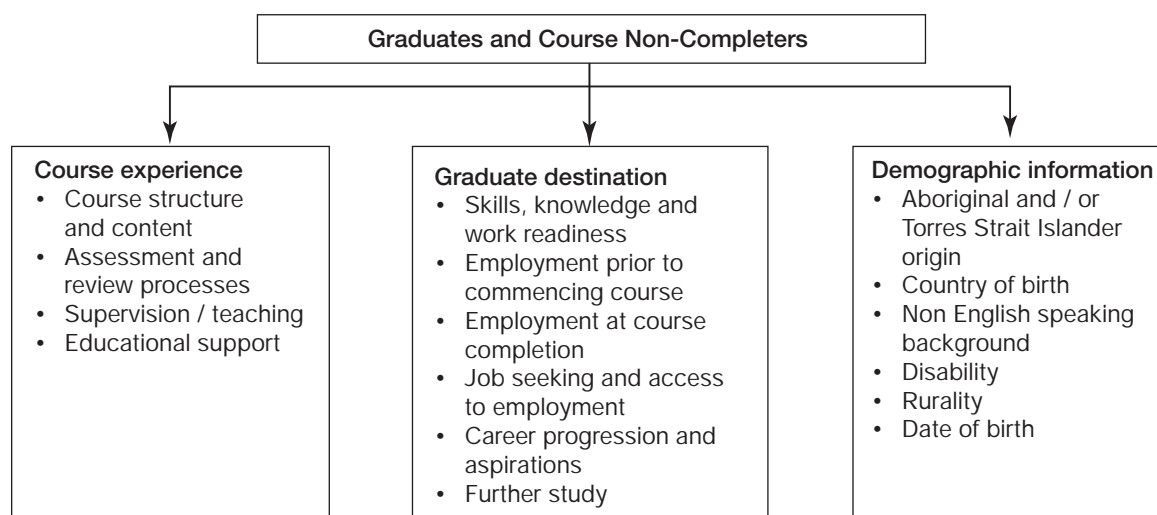 Graduates and Course Non-Completers
Course experience
• Course structure
and content
• Assessment and
review processes
• Supervision / teaching
• Educational support
Graduate destination
• Skills, knowledge and
work readiness
• Employment prior to
commencing course
• Employment at course
completion
• Job seeking and access
to employment
• Career progression and
aspirations
• Further study
Demographic information
• Aboriginal and / or
Torres Strait Islander
origin
• Country of birth
• Non English speaking
background
• Disability
• Rurality
• Date of birth